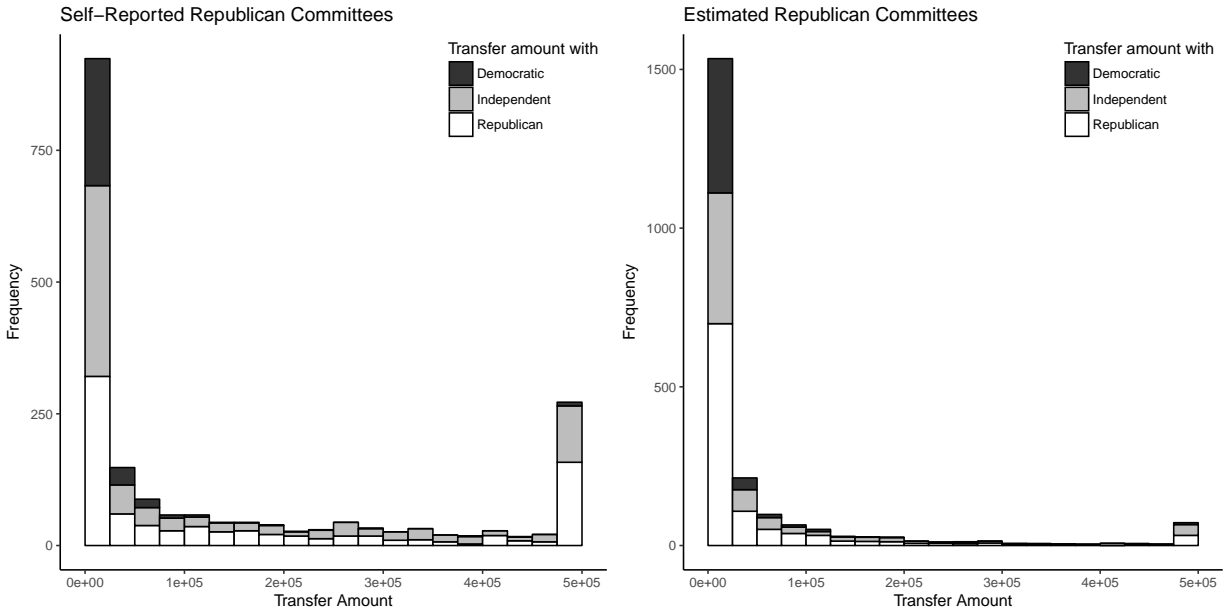 Self−Reported Republican Committees
Transfer amount with
Democratic
Independent
Republican
750
500
250
0
Frequency
0e+00 1e+05 2e+05 3e+05 4e+05 5e+05
Transfer Amount
Estimated Republican Committees
Transfer amount with
Democratic
Independent
Republican
1500
1000
500
0
Frequency
0e+00 1e+05 2e+05 3e+05 4e+05 5e+05
Transfer Amount